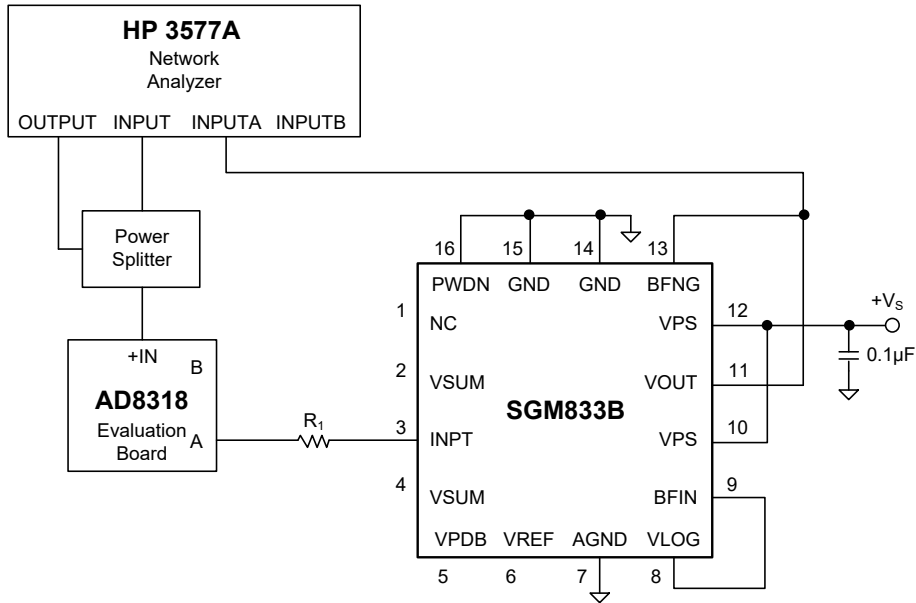 HP 3577A
Network
Analyzer
OUTPUT INPUT INPUTA INPUTB
Power
Splitter
+IN
B
AD8318
Evaluation
Board
A
R1
16 15 14 13
PWDN GND GND BFNG
1 NC
2 VSUM
3 INPT
4 VSUM
SGM833B
VPS 12
VOUT 11
VPS 10
BFIN 9
VPDB VREF AGND VLOG
5 6 7 8
+VS
0.1μF